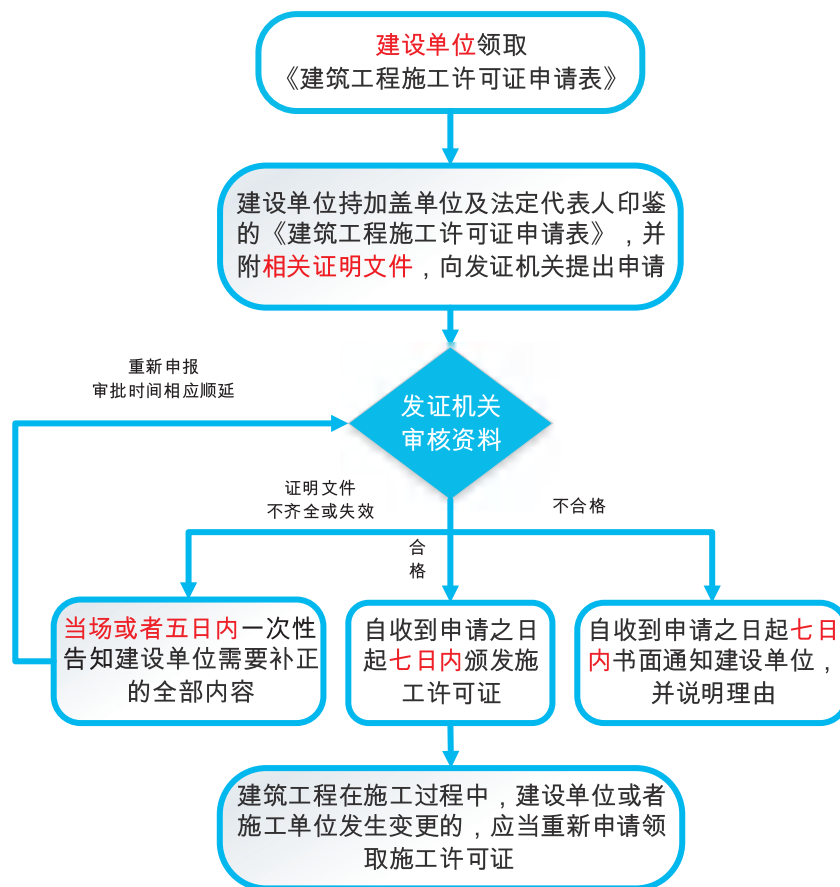 建设单位领取
《建筑工程施工许可证申请表》
建设单位持加盖单位及法定代表人印鉴
的《建筑工程施工许可证申请表》，并
附相关证明文件，向发证机关提出申请
重新申报
审批时间相应顺延
发证机关
审核资料
证明文件
不齐全或失效
合
格
不合格
当场或者五日内一次性
告知建设单位需要补正
的全部内容
自收到申请之日
起七日内颁发施
工许可证
自收到申请之日起七日
内书面通知建设单位，
并说明理由
建筑工程在施工过程中，建设单位或者
施工单位发生变更的，应当重新申请领
取施工许可证